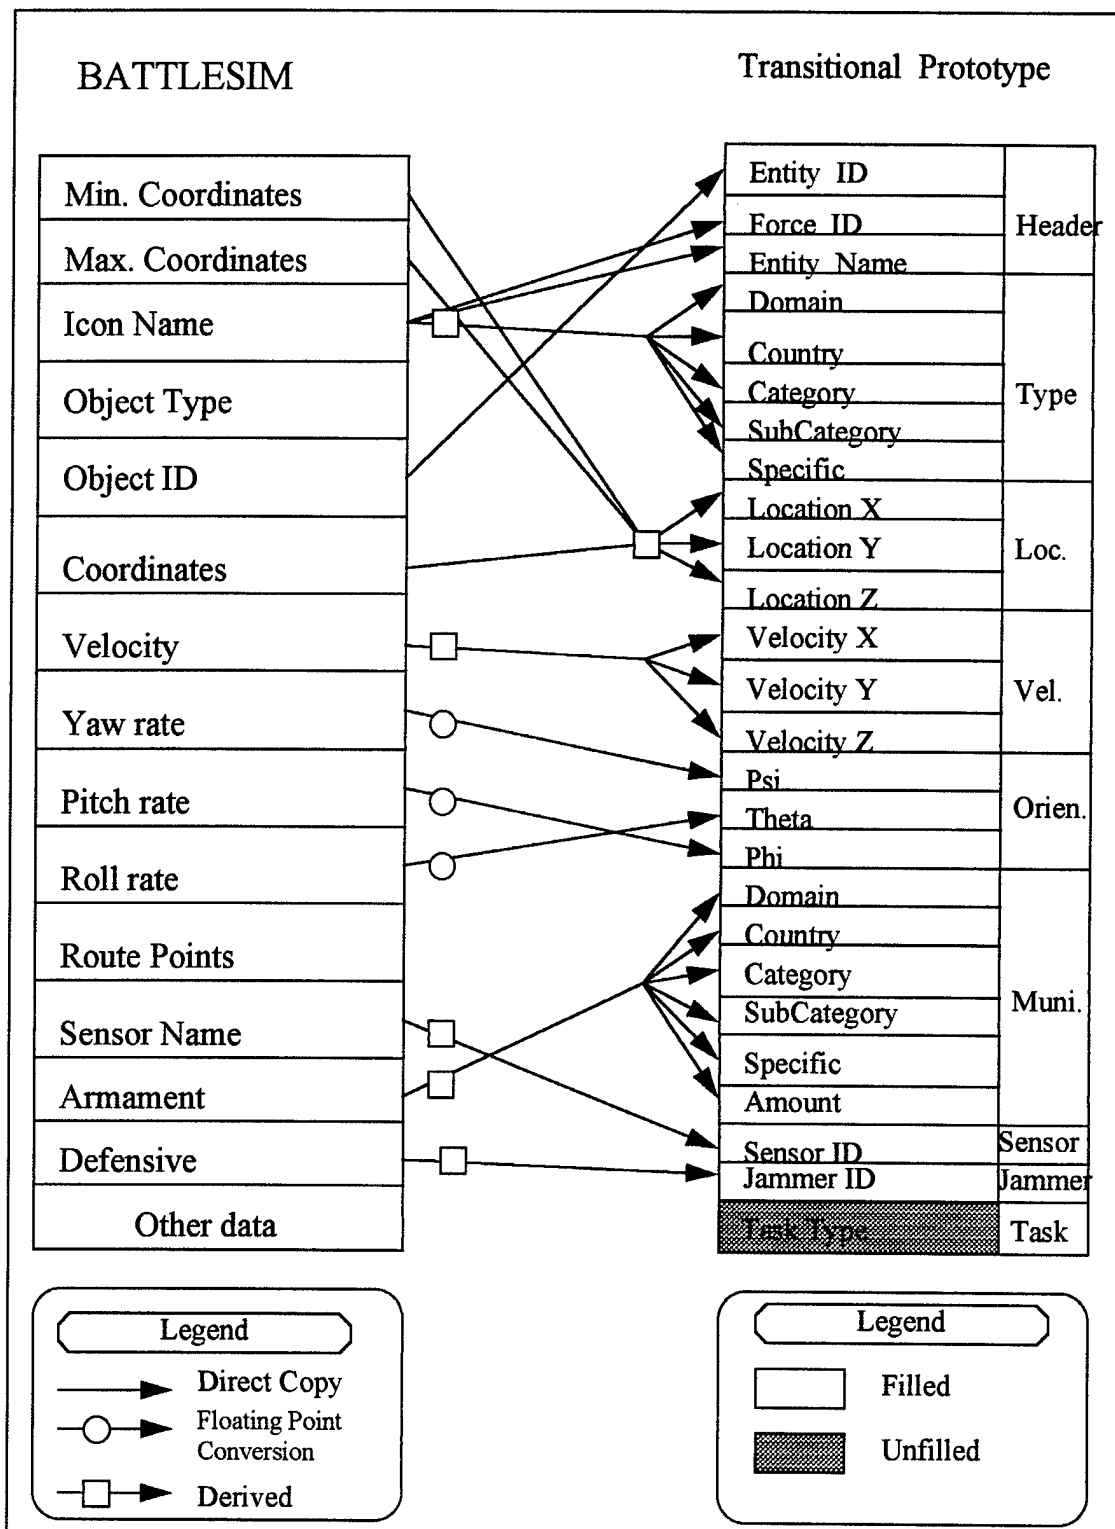 BATTLESIM
Transitional Prototype
Min. Coordinates
Max. Coordinates
Icon Name
Object Type
Object ID
Coordinates
Velocity
Yaw rate
Pitch rate
Roll rate
Route Points
Sensor Name
Armament
Defensive
Other data
Entity ID
Force ID
Entity Name
Header
Domain
Country
Category
SubCategory
Specific
Type
Location X
Location Y
Location Z
Loc.
Velocity X
Velocity Y
Velocity Z
Vel.
Psi
Theta
Phi
Orien.
Domain
Country
Category
SubCategory
Specific
Amount
Muni.
Sensor ID
Sensor
Jammer ID
Jammer
Task Type
Task
Legend
Direct Copy
Floating Point
Conversion
Derived
Legend
Filled
Unfilled